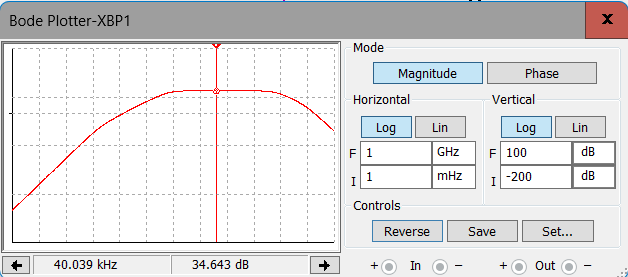 Bode Plotter-XBP1 x
Mode
Magnitude Phase
Horizontal Vertical
Log Lin Log Lin
F 1 GHz F 100 dB
I 1 mHz I -200 dB
Controls
Reverse Save Set...
40.039 kHz 34.643 dB
+ In − + Out −